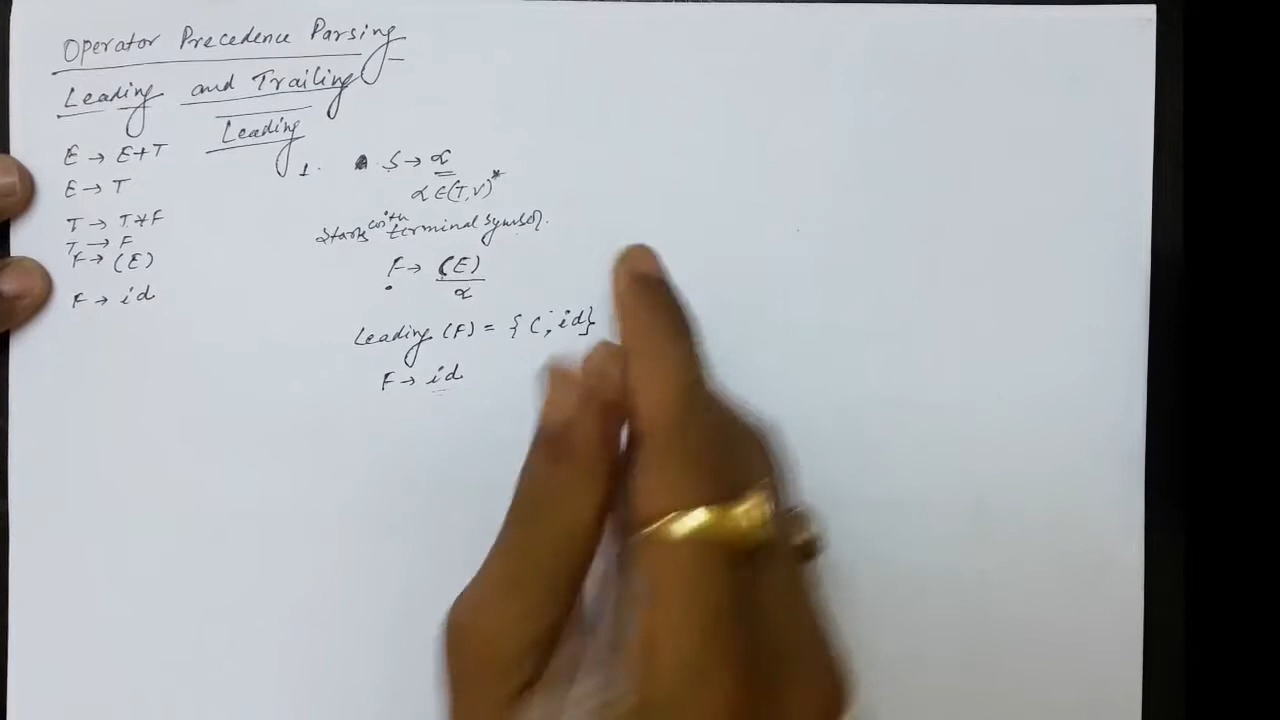 Operator Precedence Parsing
Leading and Trailing
Leading
E → E+T
E → T
T → T*F
T → F
F → (E)
F → id
1. S → α
α ∈ (T,V)*
Starts with terminal symbol.
F → (E)
α
Leading (F) = { (, id}
F → id